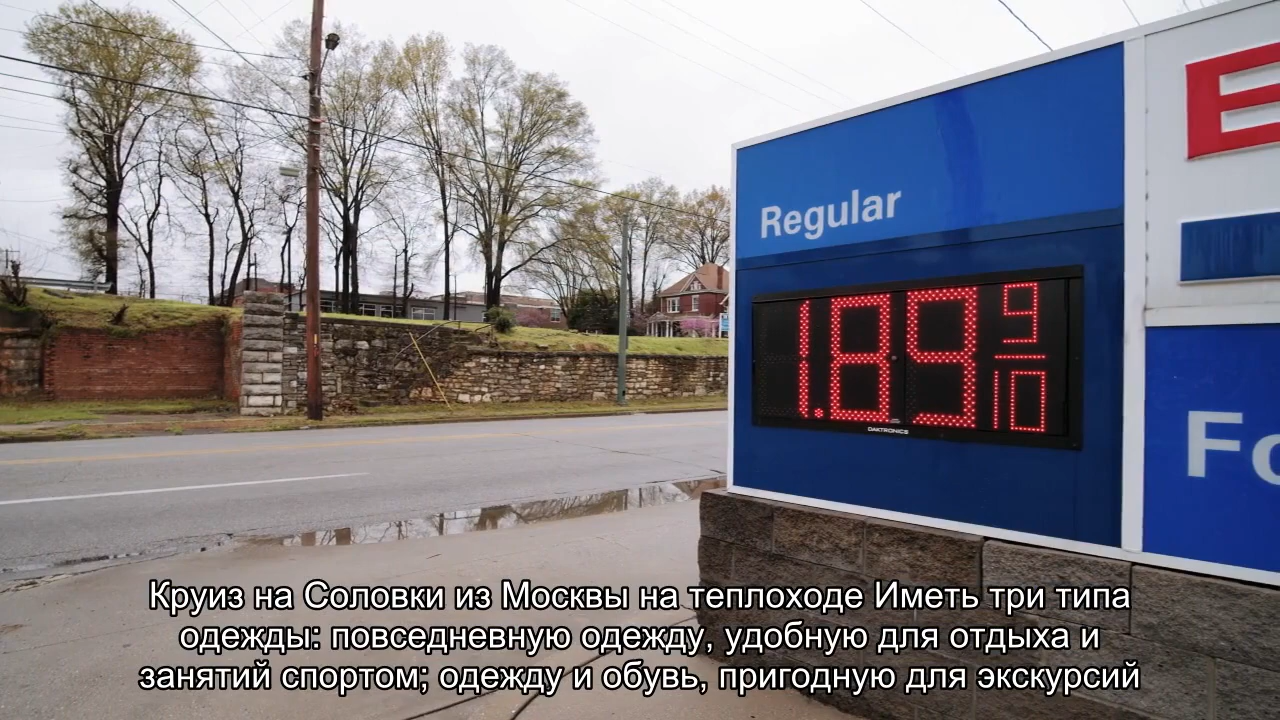 Regular
1.89 9/10
DAKTRONICS
E
Fo
Круиз на Соловки из Москвы на теплоходе Иметь три типа
одежды: повседневную одежду, удобную для отдыха и
занятий спортом; одежду и обувь, пригодную для экскурсий